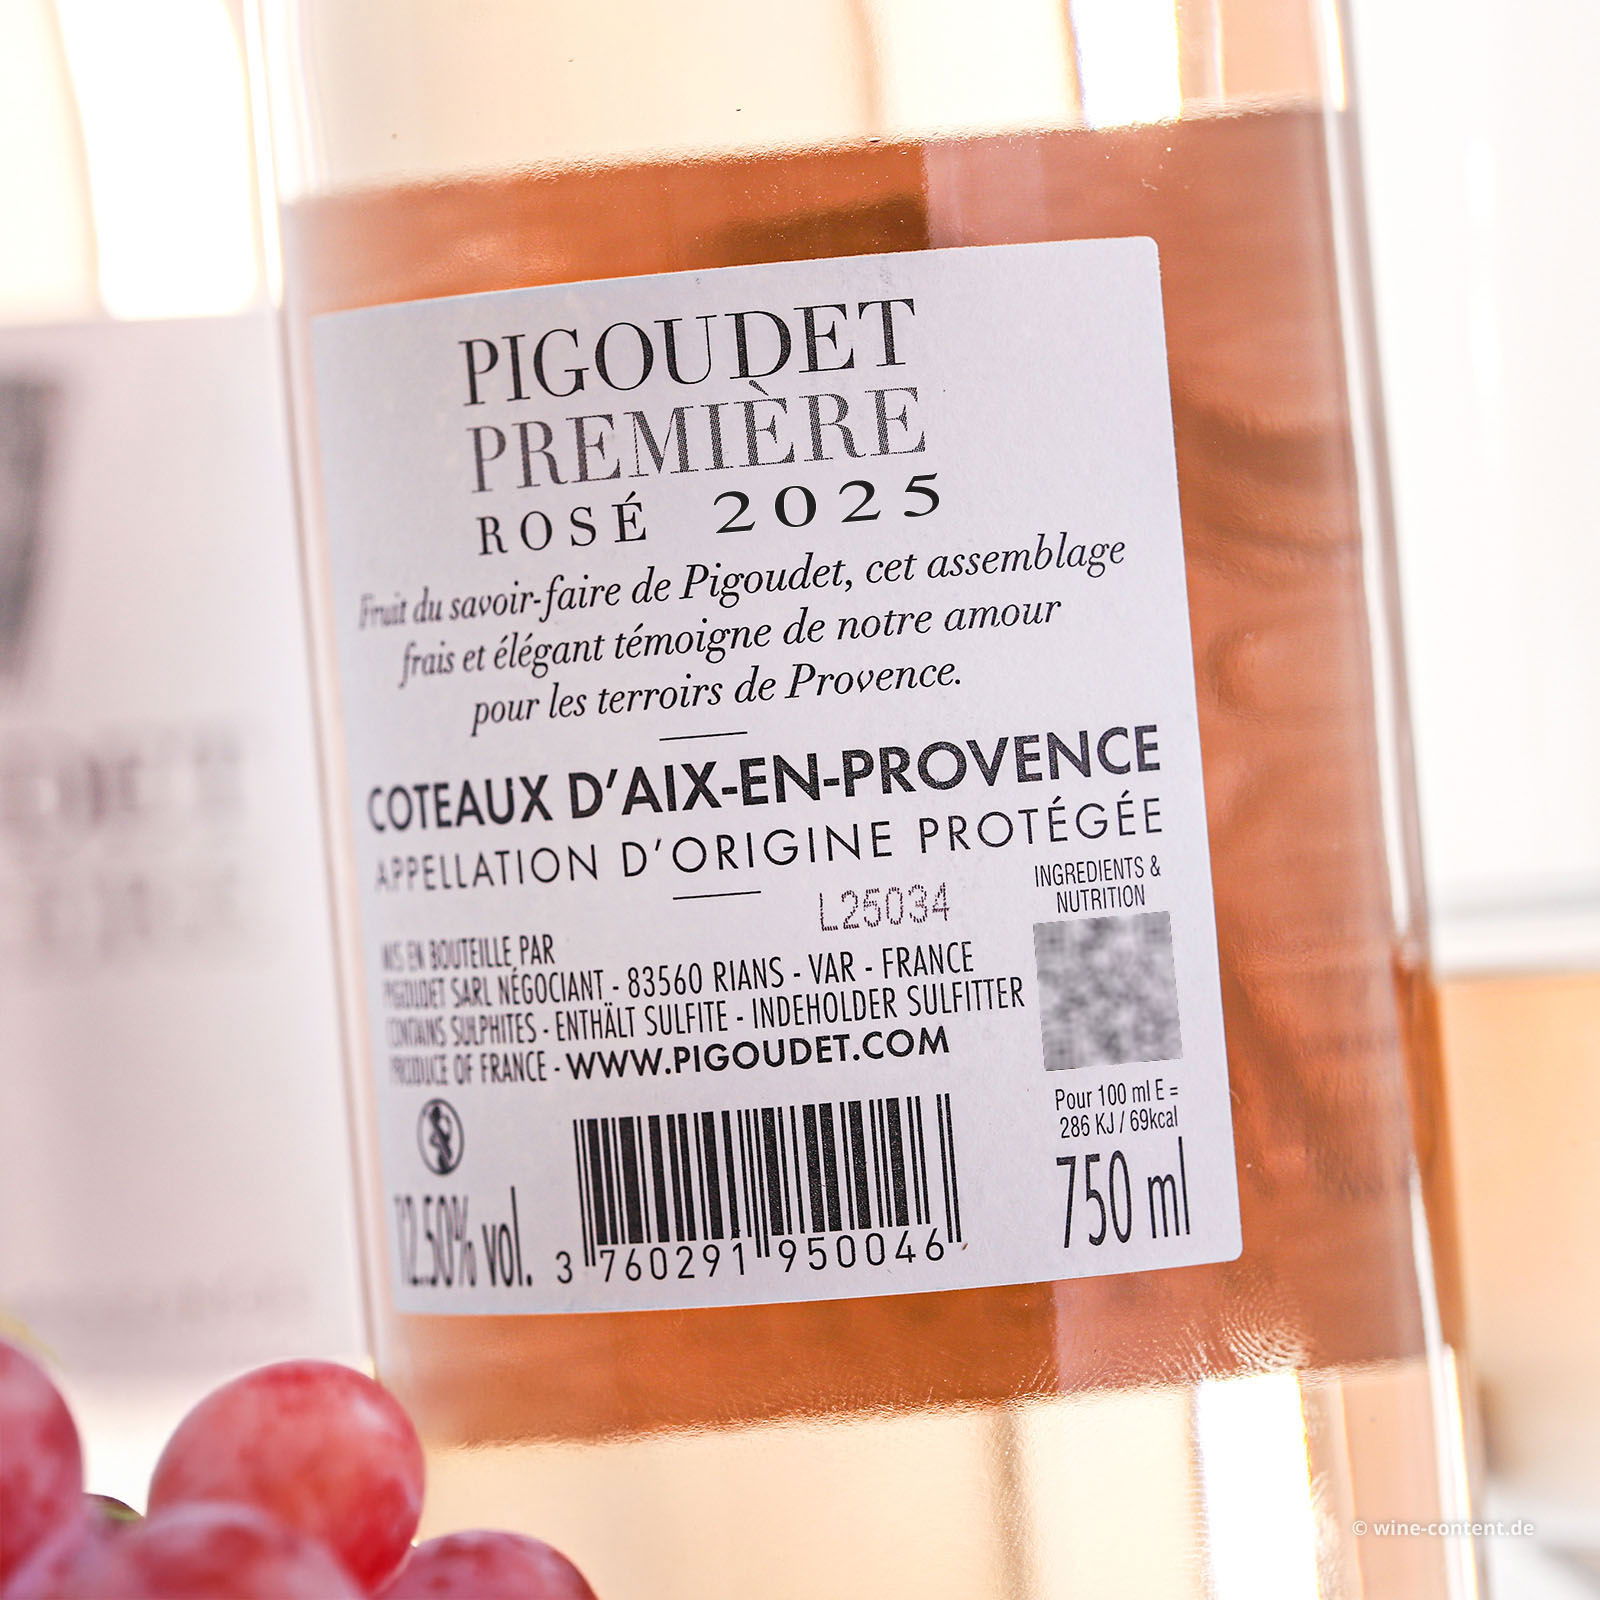 PIGOUDET
PREMIÈRE
ROSÉ 2025
Fruit du savoir-faire de Pigoudet, cet assemblage
frais et élégant témoigne de notre amour
pour les terroirs de Provence.
COTEAUX D'AIX-EN-PROVENCE
APPELLATION D'ORIGINE PROTÉGÉE
L25034
INGREDIENTS &
NUTRITION
MIS EN BOUTEILLE PAR
PIGOUDET SARL NÉGOCIANT - 83560 RIANS - VAR - FRANCE
CONTAINS SULPHITES - ENTHÄLT SULFITE - INDEHOLDER SULFITTER
PRODUCE OF FRANCE - WWW.PIGOUDET.COM
Pour 100 ml E =
286 KJ / 69kcal
12.50% vol.
3 760291 950046
750 ml
© wine-content.de